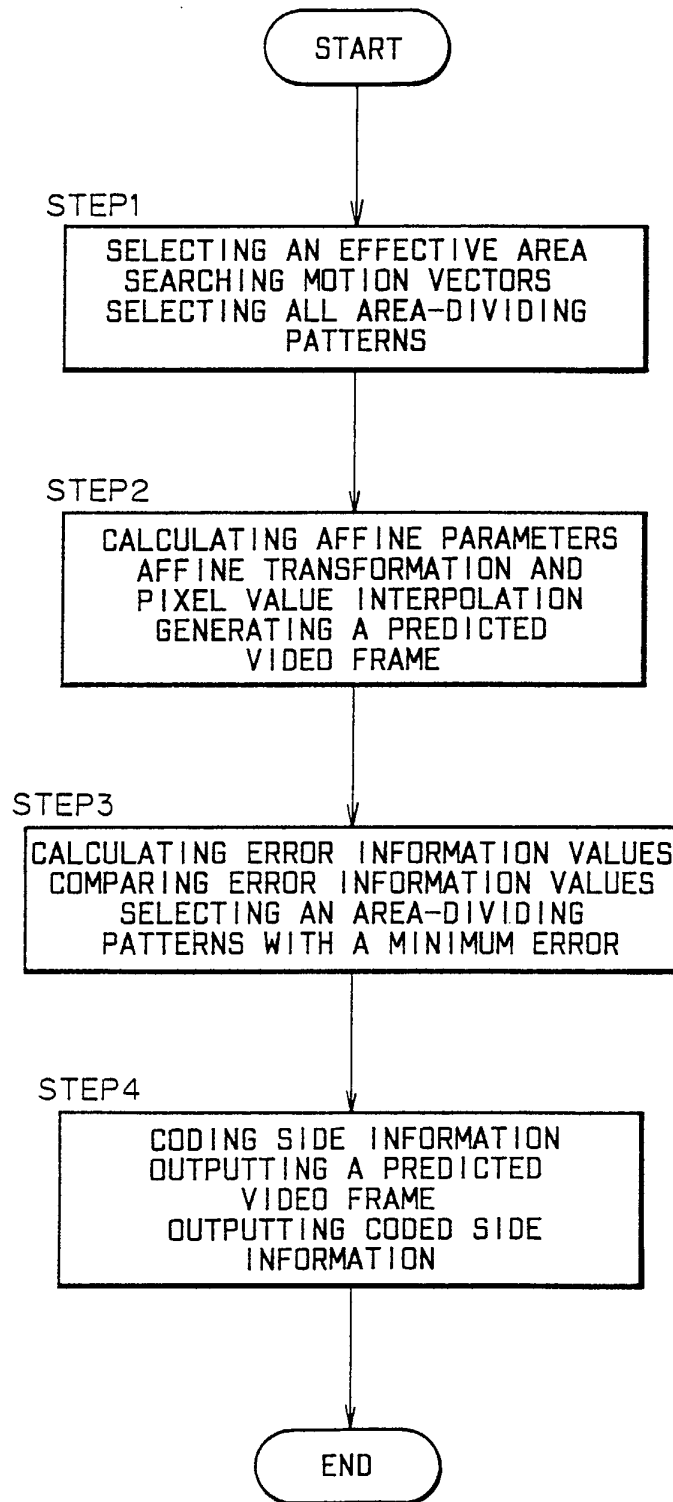 START
STEP1
SELECTING AN EFFECTIVE AREA
SEARCHING MOTION VECTORS
SELECTING ALL AREA-DIVIDING
PATTERNS
STEP2
CALCULATING AFFINE PARAMETERS
AFFINE TRANSFORMATION AND
PIXEL VALUE INTERPOLATION
GENERATING A PREDICTED
VIDEO FRAME
STEP3
CALCULATING ERROR INFORMATION VALUES
COMPARING ERROR INFORMATION VALUES
SELECTING AN AREA-DIVIDING
PATTERNS WITH A MINIMUM ERROR
STEP4
CODING SIDE INFORMATION
OUTPUTTING A PREDICTED
VIDEO FRAME
OUTPUTTING CODED SIDE
INFORMATION
END